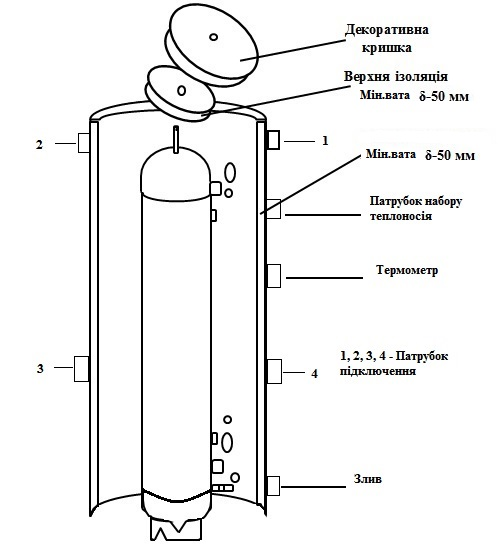 Декоративна
кришка
Верхня ізоляція
Мін.вата δ-50 мм
1
2
Мін.вата δ-50 мм
Патрубок набору
теплоносія
Термометр
1, 2, 3, 4 - Патрубок
підключення
3
4
Злив